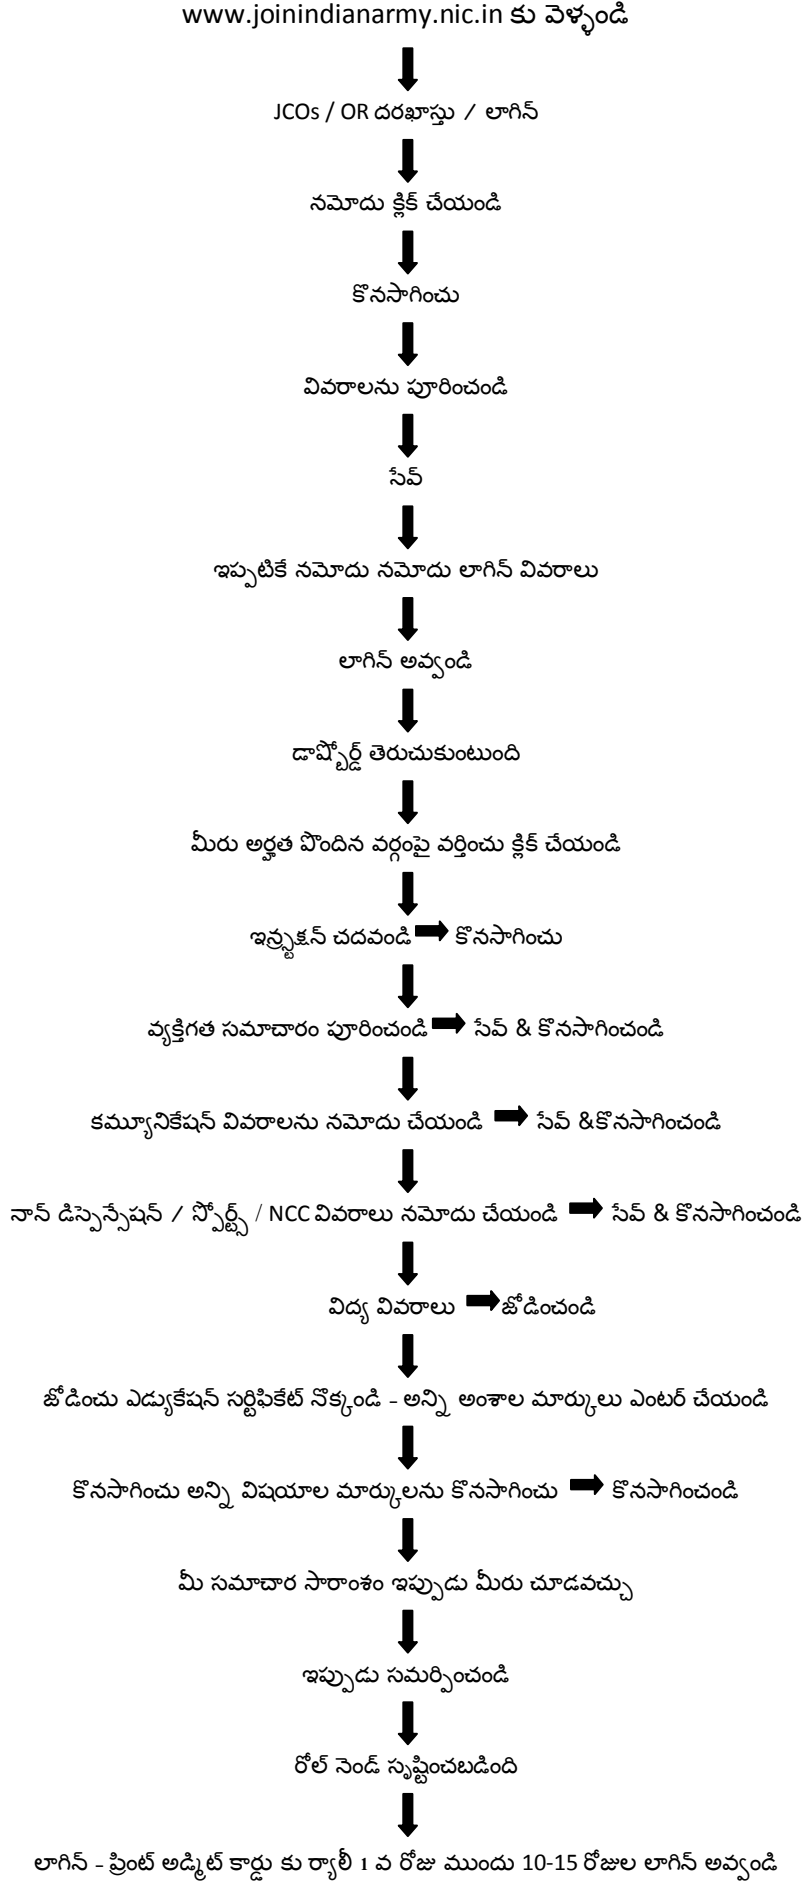 www.joinindianarmy.nic.in కు వెళ్ళండి
JCOs / OR దరఖాస్తు / లాగిన్
నమోదు క్లిక్ చేయండి
కొనసాగించు
వివరాలను పూరించండి
సేవ్
ఇప్పటికే నమోదు నమోదు లాగిన్ వివరాలు
లాగిన్ అవ్వండి
డాష్బోర్డ్ తెరుచుకుంటుంది
మీరు అర్హత పొందిన వర్గంపై వర్తించు క్లిక్ చేయండి
ఇన్స్ట్రక్షన్ చదవండి కొనసాగించు
వ్యక్తిగత సమాచారం పూరించండి సేవ్ & కొనసాగించండి
కమ్యూనికేషన్ వివరాలను నమోదు చేయండి సేవ్ &కొనసాగించండి
నాన్ డిస్పెన్సేషన్ / స్పోర్ట్స్ / NCC వివరాలు నమోదు చేయండి సేవ్ & కొనసాగించండి
విద్య వివరాలు జోడించండి
జోడించు ఎడ్యుకేషన్ సర్టిఫికేట్ నొక్కండి - అన్ని అంశాల మార్కులు ఎంటర్ చేయండి
కొనసాగించు అన్ని విషయాల మార్కులను కొనసాగించు కొనసాగించండి
మీ సమాచార సారాంశం ఇప్పుడు మీరు చూడవచ్చు
ఇప్పుడు సమర్పించండి
రోల్ నెండ్ సృష్టించబడింది
లాగిన్ - ప్రింట్ అడ్మిట్ కార్డు కు ర్యాలీ 1 వ రోజు ముందు 10-15 రోజుల లాగిన్ అవ్వండి